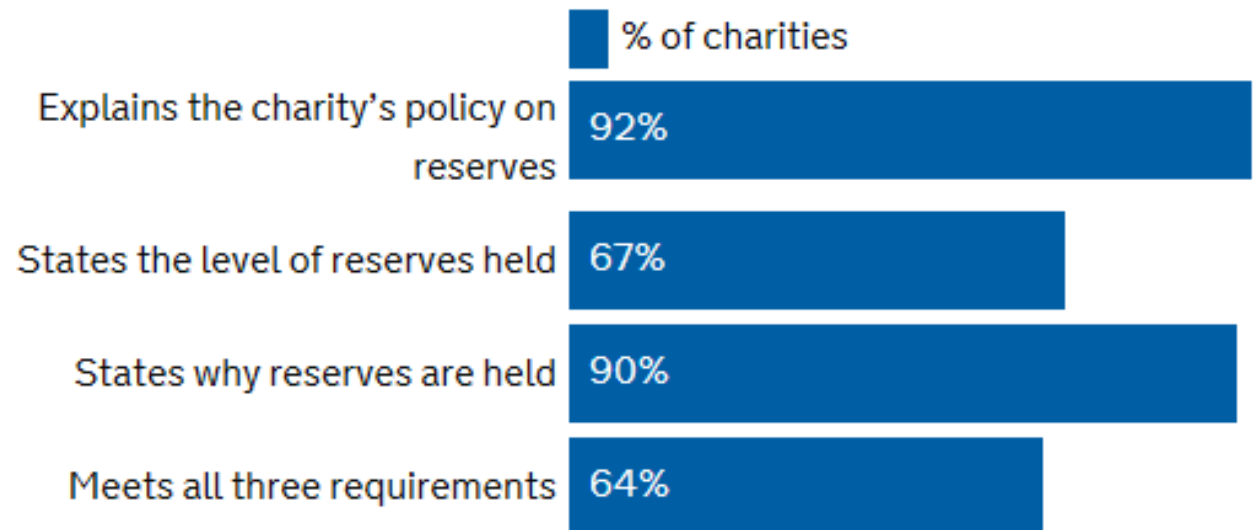 % of charities
Explains the charity’s policy on
reserves
92%
States the level of reserves held
67%
States why reserves are held
90%
Meets all three requirements
64%